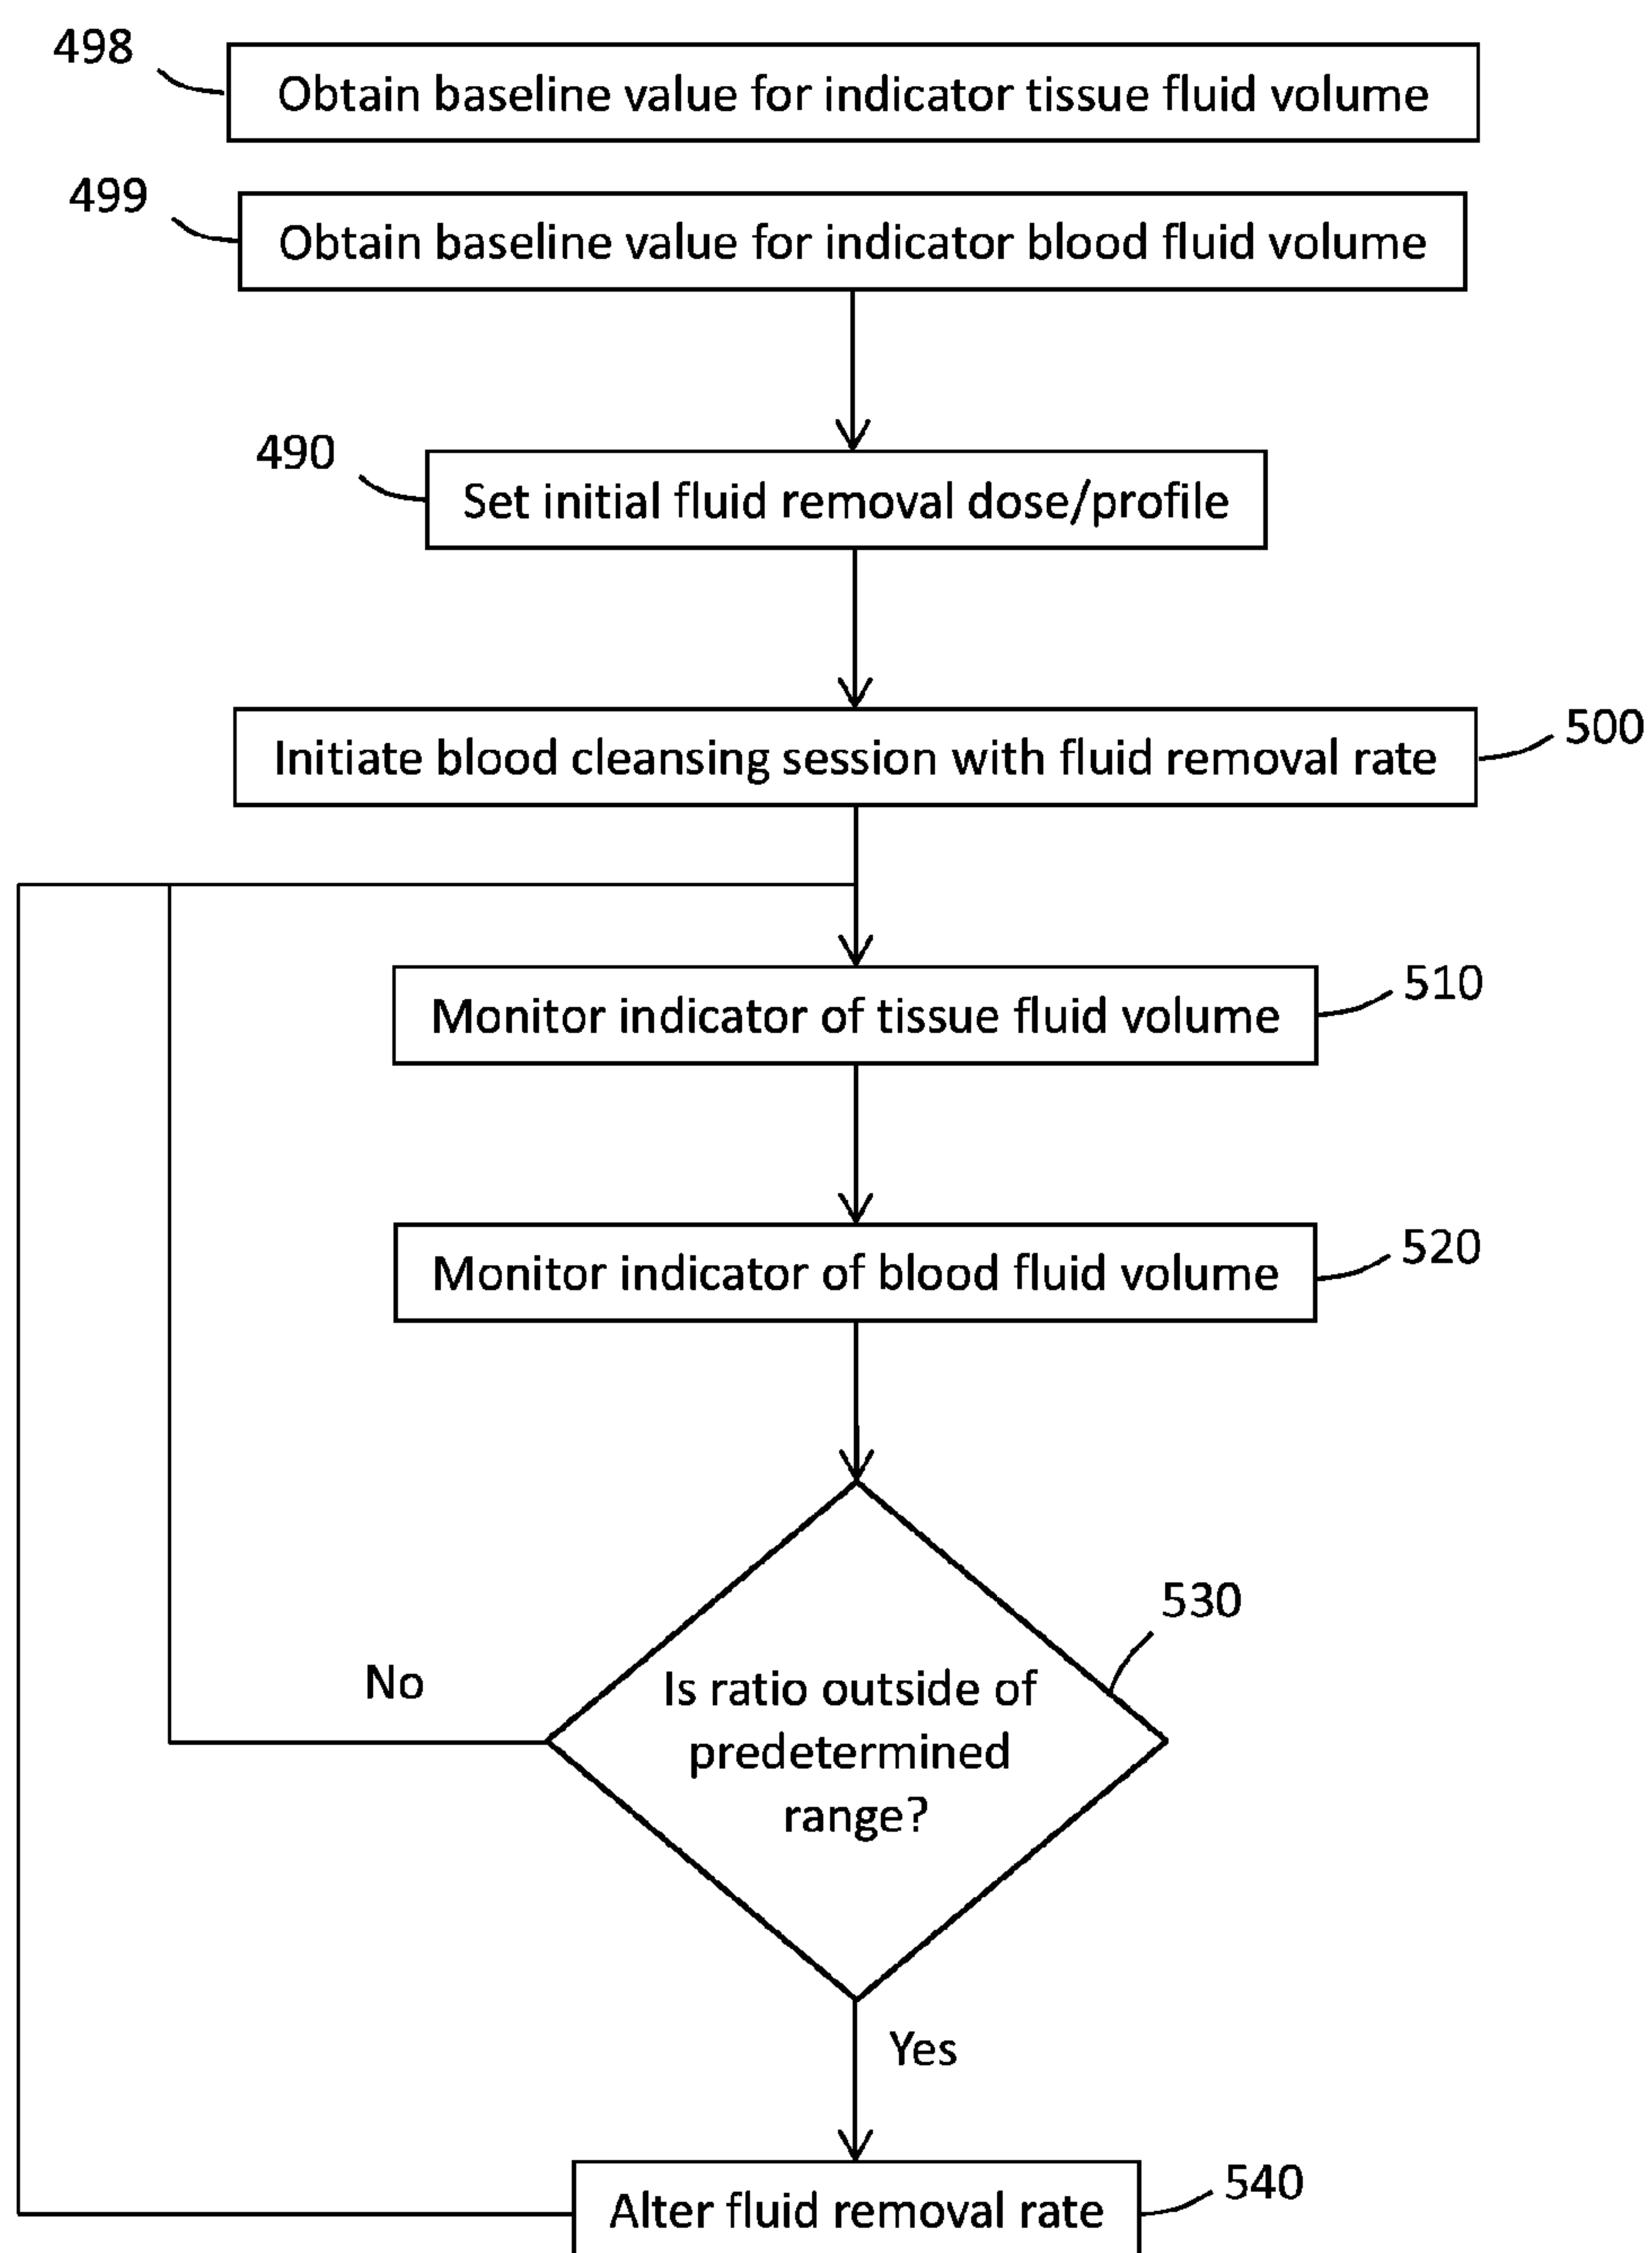 498
Obtain baseline value for indicator tissue fluid volume
499
Obtain baseline value for indicator blood fluid volume
490
Set initial fluid removal dose/profile
Initiate blood cleansing session with fluid removal rate
500
Monitor indicator of tissue fluid volume
510
Monitor indicator of blood fluid volume
520
530
No
Is ratio outside of
predetermined
range?
Yes
Alter fluid removal rate
540